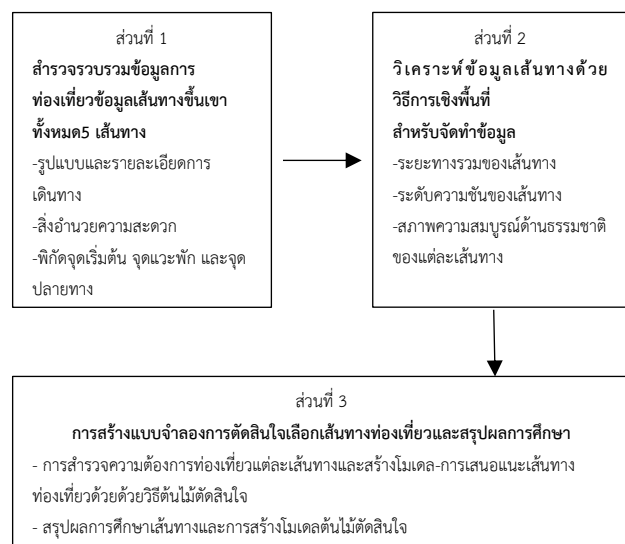 ส่วนที่ 1
สำรวจรวบรวมข้อมูลการ
ท่องเที่ยวข้อมูลเส้นทางขึ้นเขา
ทั้งหมด5 เส้นทาง
-รูปแบบและรายละเอียดการ
เดินทาง
-สิ่งอำนวยความสะดวก
-พิกัดจุดเริ่มต้น จุดแวะพัก และจุด
ปลายทาง
ส่วนที่ 2
วิเคราะห์ข้อมูลเส้นทางด้วย
วิธีการเชิงพื้นที่
สำหรับจัดทำข้อมูล
-ระยะทางรวมของเส้นทาง
-ระดับความชันของเส้นทาง
-สภาพความสมบูรณ์ด้านธรรมชาติ
ของแต่ละเส้นทาง
ส่วนที่ 3
การสร้างแบบจำลองการตัดสินใจเลือกเส้นทางท่องเที่ยวและสรุปผลการศึกษา
- การสำรวจความต้องการท่องเที่ยวแต่ละเส้นทางและสร้างโมเดล-การเสนอแนะเส้นทาง
ท่องเที่ยวด้วยด้วยวิธีต้นไม้ตัดสินใจ
- สรุปผลการศึกษาเส้นทางและการสร้างโมเดลต้นไม้ตัดสินใจ